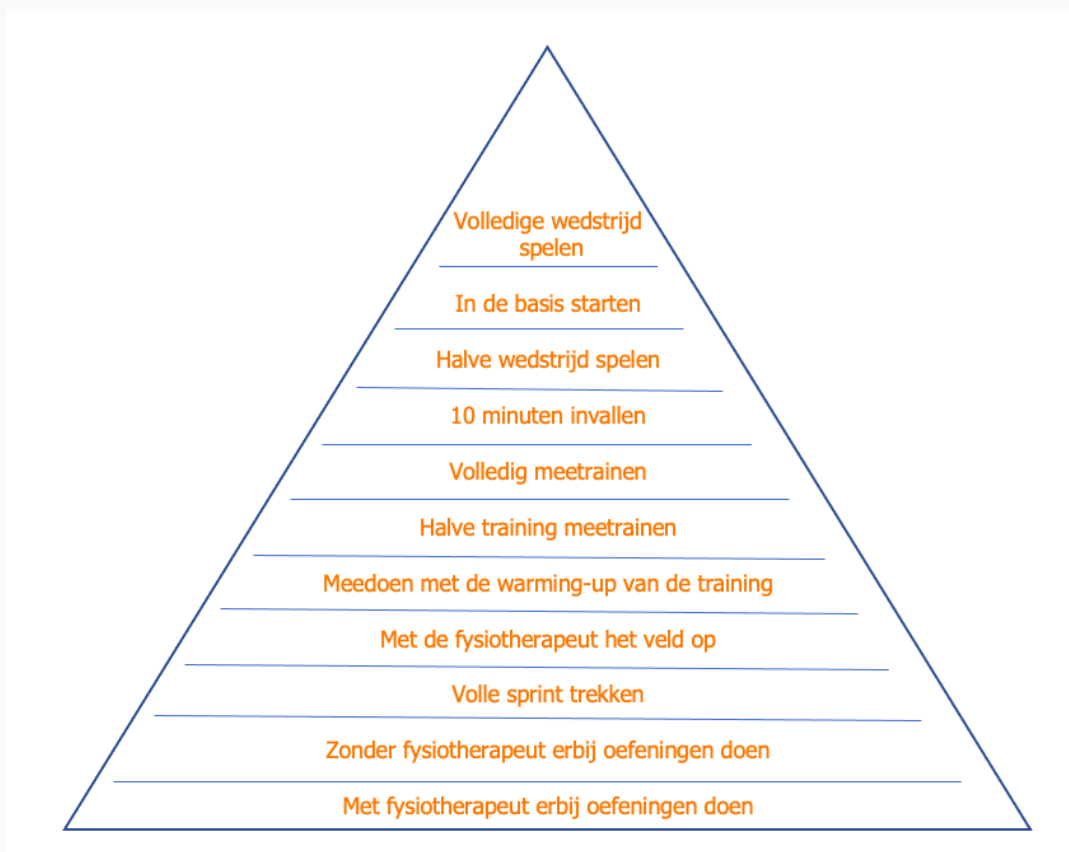 Volledige wedstrijd
spelen
In de basis starten
Halve wedstrijd spelen
10 minuten invallen
Volledig meetrainen
Halve training meetrainen
Meedoen met de warming-up van de training
Met de fysiotherapeut het veld op
Volle sprint trekken
Zonder fysiotherapeut erbij oefeningen doen
Met fysiotherapeut erbij oefeningen doen